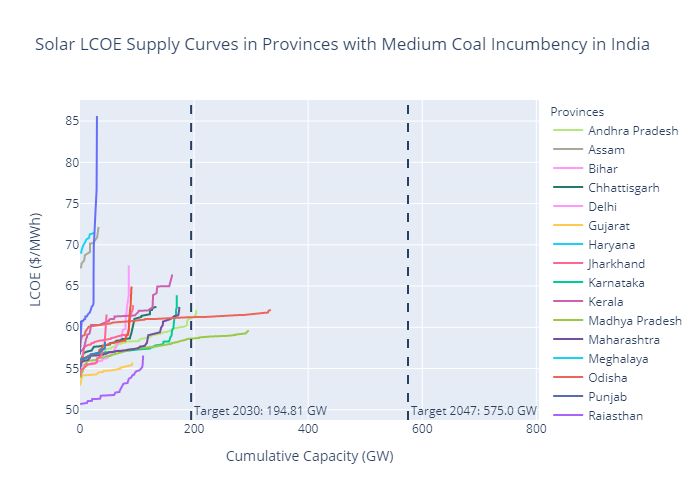 Solar LCOE Supply Curves in Provinces with Medium Coal Incumbency in India
LCOE ($/MWh)
85
80
75
70
65
60
55
50
0
200
400
600
800
Cumulative Capacity (GW)
Target 2030: 194.81 GW
Target 2047: 575.0 GW
Provinces
Andhra Pradesh
Assam
Bihar
Chhattisgarh
Delhi
Gujarat
Haryana
Jharkhand
Karnataka
Kerala
Madhya Pradesh
Maharashtra
Meghalaya
Odisha
Punjab
Rajasthan